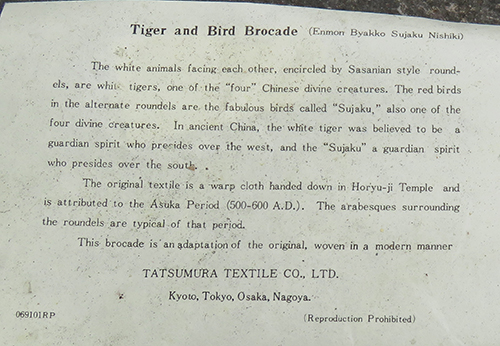 Tiger and Bird Brocade (Enmon Byakko Sujaku Nishiki)
The white animals facing each other, encircled by Sasanian style round-
els, are white tigers, one of the "four" Chinese divine creatures. The red birds
in the alternate roundels are the fabulous birds called "Sujaku," also one of the
four divine creatures. In ancient China, the white tiger was believed to be a
guardian spirit who presides over the west, and the "Sujaku" a guardian spirit
who presides over the south.
The original textile is a warp cloth handed down in Horyu-ji Temple and
is attributed to the Asuka Period (500-600 A.D.). The arabesques surrounding
the roundels are typical of that period.
This brocade is an adaptation of the original, woven in a modern manner
TATSUMURA TEXTILE CO., LTD.
Kyoto, Tokyo, Osaka, Nagoya.
069101RP (Reproduction Prohibited)